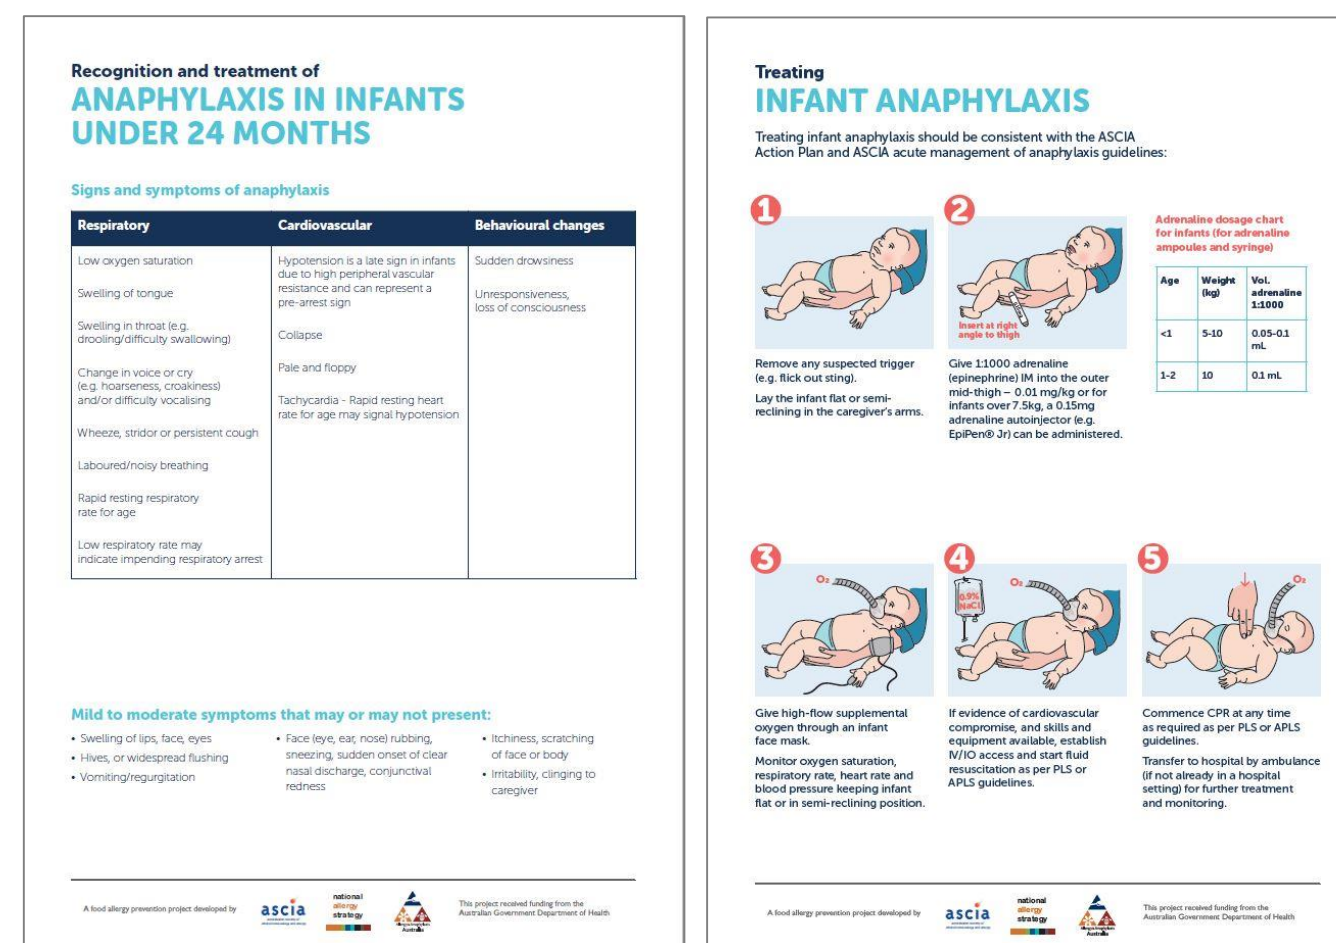 Recognition and treatment of
ANAPHYLAXIS IN INFANTS
UNDER 24 MONTHS
Signs and symptoms of anaphylaxis
Respiratory
Low oxygen saturation
Swelling of tongue
Swelling in throat (e.g.
drooling/difficulty swallowing)
Change in voice or cry
(e.g. hoarseness, croakiness)
and/or difficulty vocalising
Wheeze, stridor or persistent cough
Laboured/noisy breathing
Rapid resting respiratory
rate for age
Low respiratory rate may
indicate impending respiratory arrest
Cardiovascular
Hypotension is a late sign in infants
due to high peripheral vascular
resistance and can represent a
pre-arrest sign
Collapse
Pale and floppy
Tachycardia - Rapid resting heart
rate for age may signal hypotension
Behavioural changes
Sudden drowsiness
Unresponsiveness,
loss of consciousness
Mild to moderate symptoms that may or may not present:
• Swelling of lips, face, eyes
• Hives, or widespread flushing
• Vomiting/regurgitation
• Face (eye, ear, nose) rubbing,
sneezing, sudden onset of clear
nasal discharge, conjunctival
redness
• Itchiness, scratching
of face or body
• Irritability, clinging to
caregiver
A food allergy prevention project developed by
ascia
national
allergy
strategy
This project received funding from the
Australian Government Department of Health
Treating
INFANT ANAPHYLAXIS
Treating infant anaphylaxis should be consistent with the ASCIA
Action Plan and ASCIA acute management of anaphylaxis guidelines:
1
Remove any suspected trigger
(e.g. flick out sting).
Lay the infant flat or semi-
reclining in the caregiver's arms.
2
Insert at right
angle to thigh
Give 1:1000 adrenaline
(epinephrine) IM into the outer
mid-thigh – 0.01 mg/kg or for
infants over 7.5kg, a 0.15mg
adrenaline autoinjector (e.g.
EpiPen® Jr) can be administered.
Adrenaline dosage chart
for infants (for adrenaline
ampoules and syringe)
Age Weight (kg) Vol. adrenaline 1:1000
<1 5-10 0.05-0.1 mL
1-2 10 0.1 mL
3
O₂
Give high-flow supplemental
oxygen through an infant
face mask.
Monitor oxygen saturation,
respiratory rate, heart rate and
blood pressure keeping infant
flat or in semi-reclining position.
4
0.9%
NaCl
O₂
If evidence of cardiovascular
compromise, and skills and
equipment available, establish
IV/IO access and start fluid
resuscitation as per PLS or
APLS guidelines.
5
O₂
Commence CPR at any time
as required as per PLS or APLS
guidelines.
Transfer to hospital by ambulance
(if not already in a hospital
setting) for further treatment
and monitoring.
A food allergy prevention project developed by
ascia
national
allergy
strategy
This project received funding from the
Australian Government Department of Health